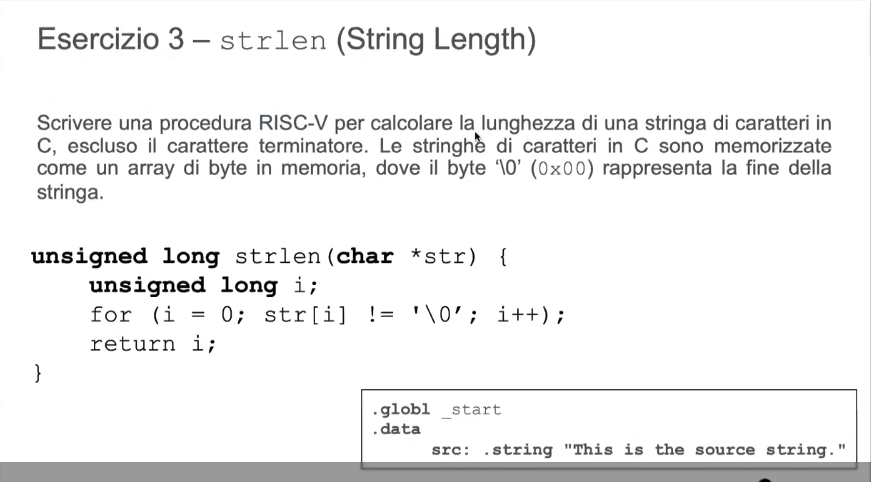 Esercizio 3 – strlen (String Length)
Scrivere una procedura RISC-V per calcolare la lunghezza di una stringa di caratteri in
C, escluso il carattere terminatore. Le stringhe di caratteri in C sono memorizzate
come un array di byte in memoria, dove il byte ‘\0’ (0x00) rappresenta la fine della
stringa.
unsigned long strlen(char *str) {
    unsigned long i;
    for (i = 0; str[i] != '\0'; i++);
    return i;
}
.globl _start
.data
src: .string "This is the source string."